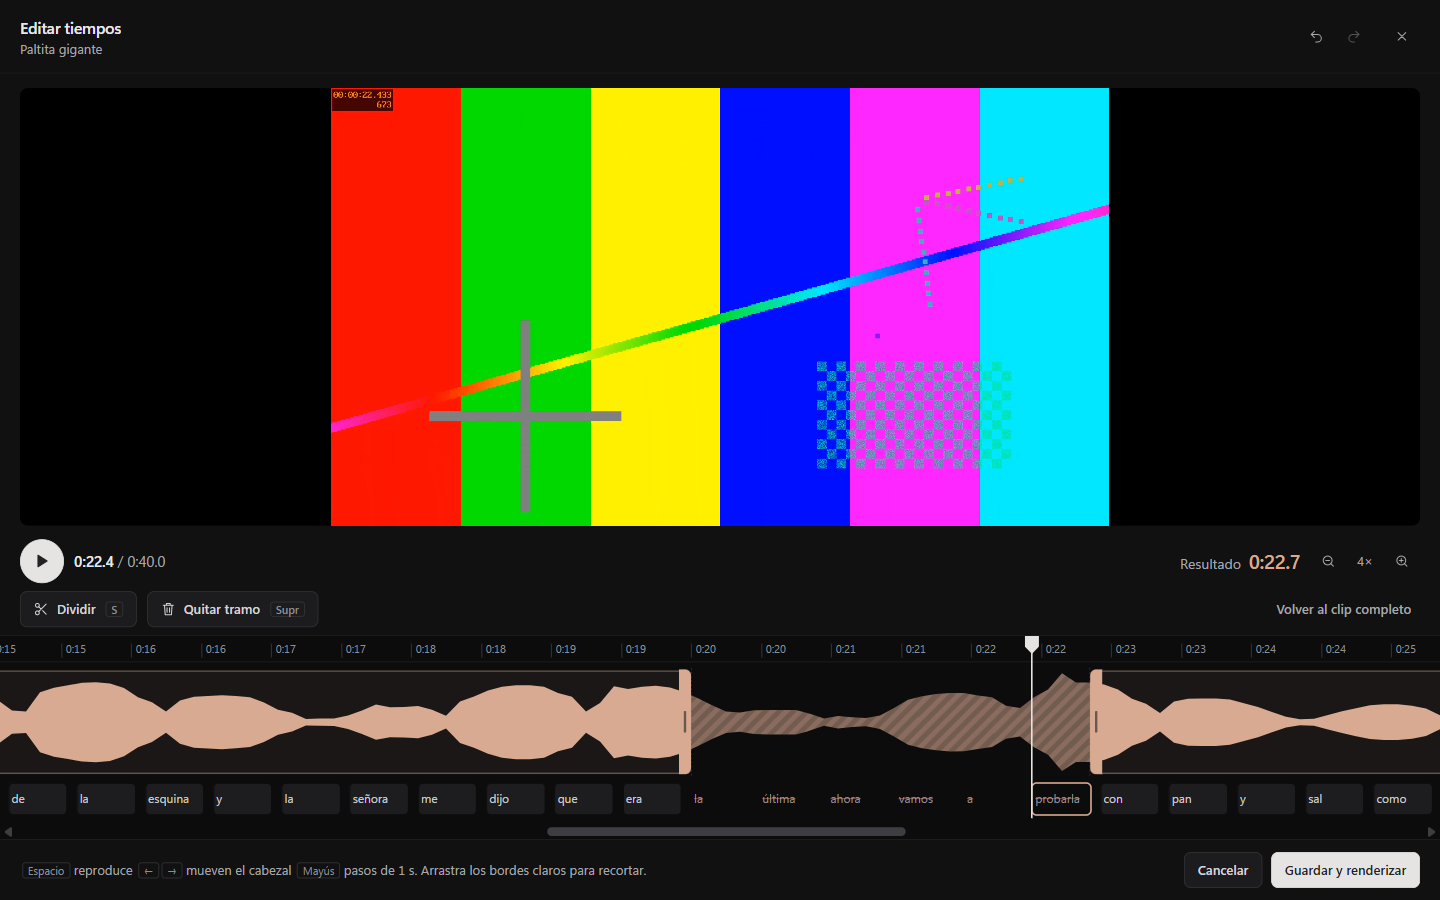 Editar tiempos
Paltita gigante
00:00:22.433
673
0:22.4 / 0:40.0
Resultado 0:22.7 4×
Dividir S Quitar tramo Supr Volver al clip completo
0:15 0:15 0:16 0:16 0:17 0:17 0:18 0:18 0:19 0:19 0:20 0:20 0:21 0:21 0:22 0:22 0:23 0:23 0:24 0:24 0:25
de la esquina y la señora me dijo que era la última ahora vamos a probarla con pan y sal como
Espacio reproduce ← → mueven el cabezal Mayús pasos de 1 s. Arrastra los bordes claros para recortar.
Cancelar Guardar y renderizar